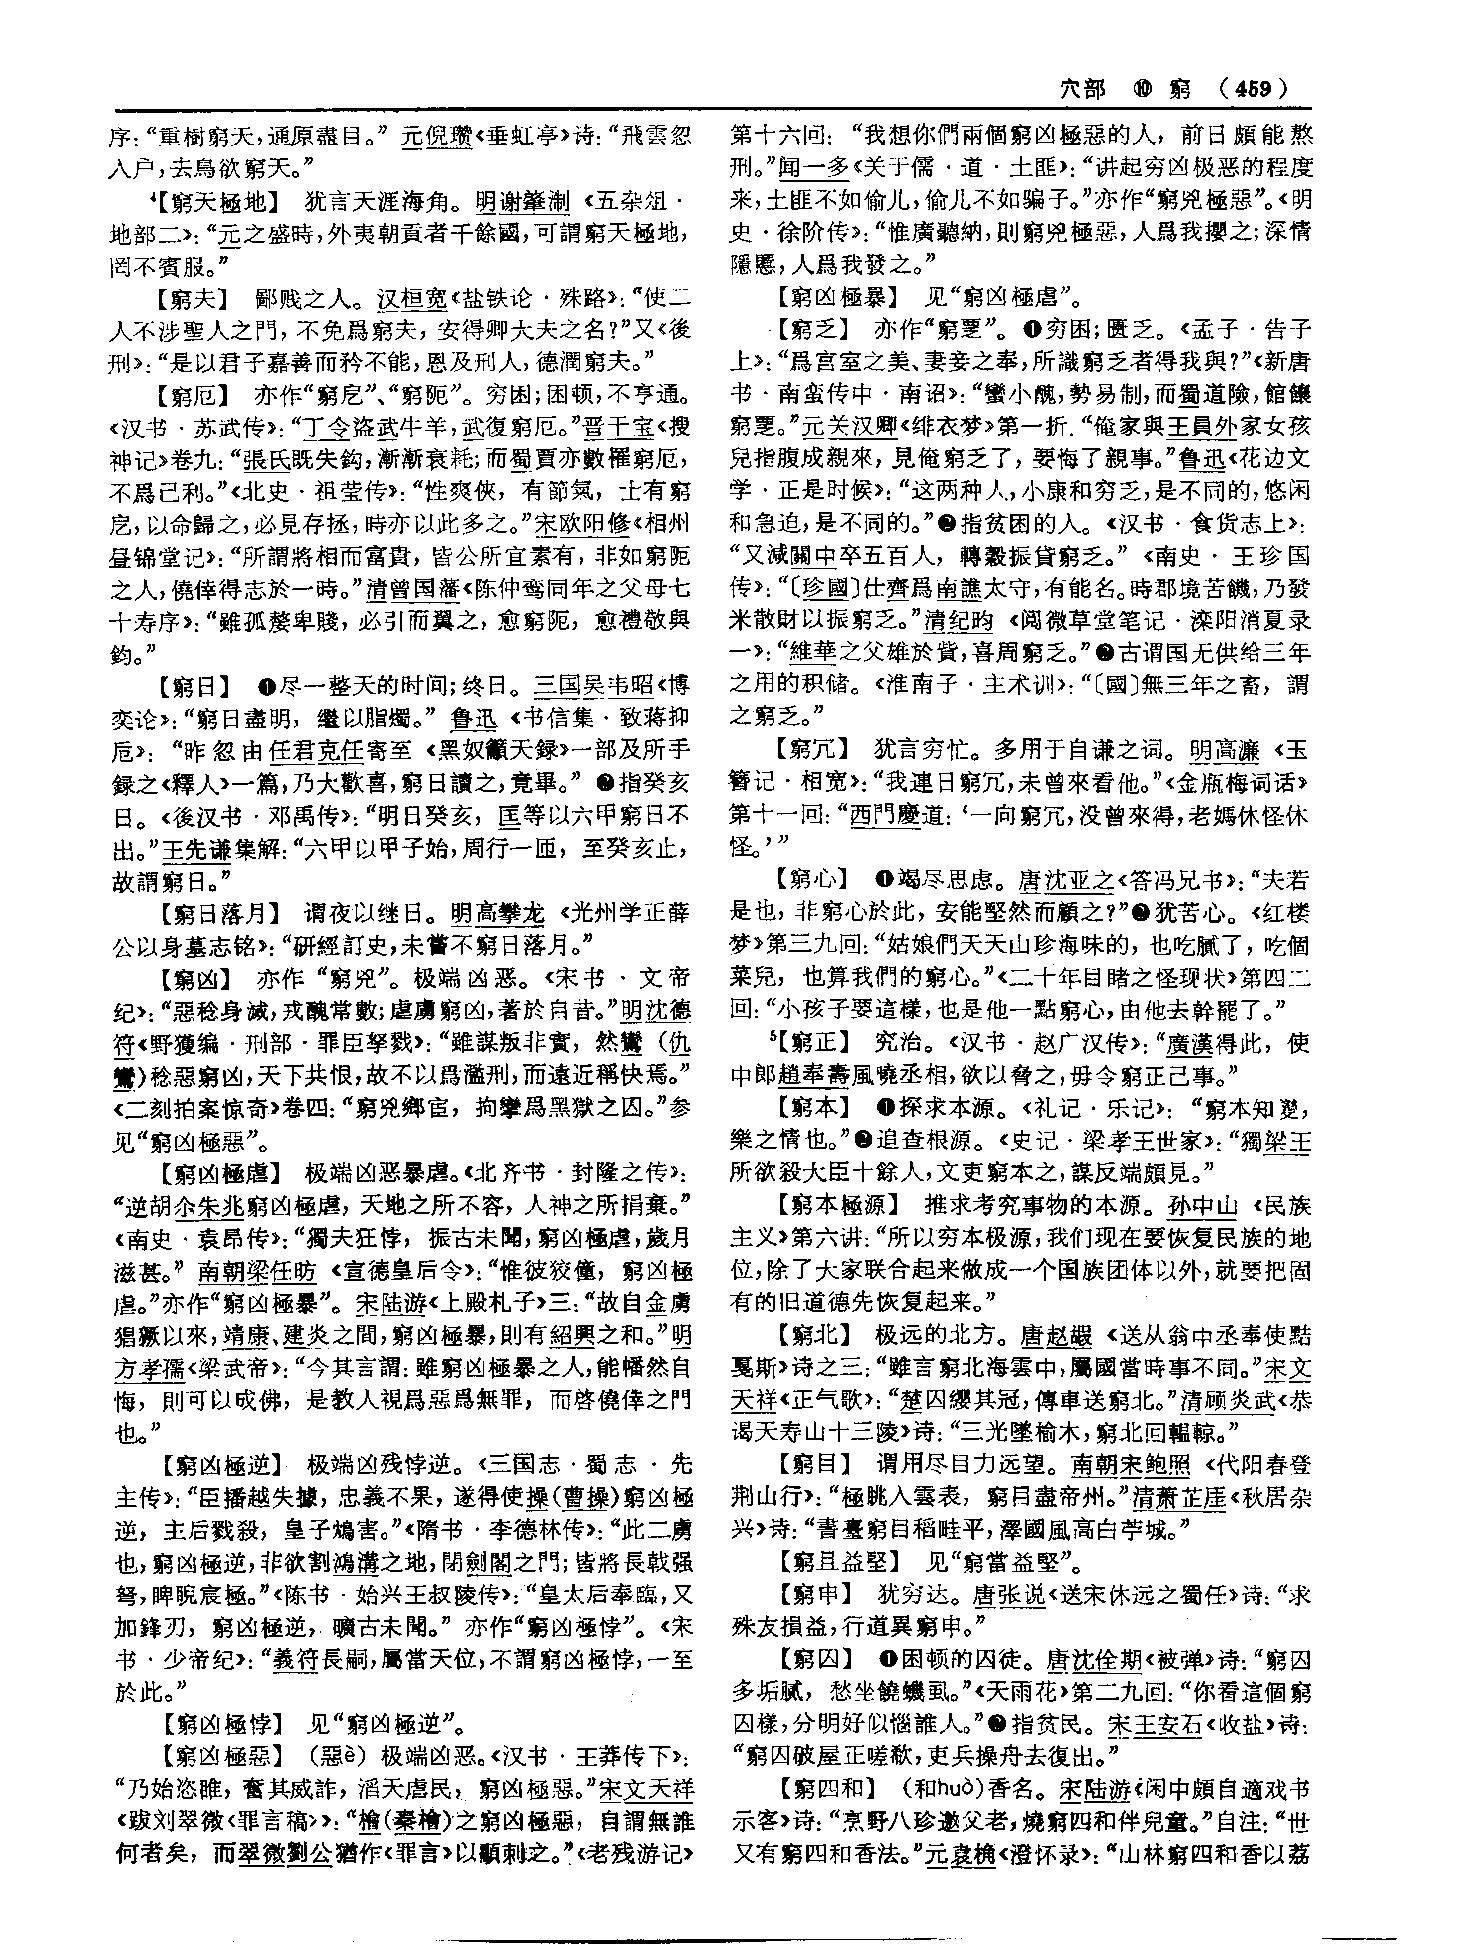 穴部 ⑩ 窮 （459）
序：“重樹窮天，通原盡目。” 元倪瓒《垂虹亭》诗：“飛雲忽
入户，去鳥欲窮天。”
⁴【窮天極地】 犹言天涯海角。明谢肇淛《五杂俎·
地部二》：“元之盛時，外夷朝貢者千餘國，可謂窮天極地，
罔不賓服。”
【窮夫】 鄙贱之人。汉桓宽《盐铁论·殊路》：“使二
人不涉聖人之門，不免爲窮夫，安得卿大夫之名？”又《後
刑》：“是以君子嘉善而矜不能，恩及刑人，德潤窮夫。”
【窮厄】 亦作“窮戹”、“窮阨”。穷困；困顿，不亨通。
《汉书·苏武传》：“丁令盜武牛羊，武復窮厄。”晋干宝《搜
神记》卷九：“張氏既失鈎，漸漸衰耗；而蜀賈亦數罹窮厄，
不爲己利。”《北史·祖莹传》：“性爽俠，有節氣，士有窮
戹，以命歸之，必見存拯，時亦以此多之。”宋欧阳修《相州
昼锦堂记》：“所謂將相而富貴，皆公所宜素有，非如窮阨
之人，僥倖得志於一時。”清曾国藩《陈仲鸾同年之父母七
十寿序》：“雖孤嫠卑賤，必引而翼之，愈窮阨，愈禮敬與
鈞。”
【窮日】 ❶尽一整天的时间；终日。三国吴韦昭《博
奕论》：“窮日盡明，繼以脂燭。” 鲁迅《书信集·致蒋抑
卮》：“昨忽由任君克任寄至《黑奴籲天録》一部及所手
録之《釋人》一篇，乃大歡喜，窮日讀之，竟畢。” ❷指癸亥
日。《後汉书·邓禹传》：“明日癸亥，匡等以六甲窮日不
出。”王先谦集解：“六甲以甲子始，周行一匝，至癸亥止，
故謂窮日。”
【窮日落月】 谓夜以继日。明高攀龙《光州学正薛
公以身墓志铭》：“研經訂史，未嘗不窮日落月。”
【窮凶】 亦作“窮兇”。极端凶恶。《宋书·文帝
纪》：“惡稔身滅，戎醜常數；虐虜窮凶，著於自昔。”明沈德
符《野獲编·刑部·罪臣孥戮》：“雖謀叛非實，然鸞（仇
鸞）稔惡窮凶，天下共恨，故不以爲濫刑，而遠近稱快焉。”
《二刻拍案惊奇》卷四：“窮兇鄉宦，拘攣爲黑獄之囚。”参
见“窮凶極惡”。
【窮凶極虐】 极端凶恶暴虐。《北齐书·封隆之传》：
“逆胡尒朱兆窮凶極虐，天地之所不容，人神之所捐棄。”
《南史·袁昂传》：“獨夫狂悖，振古未聞，窮凶極虐，歲月
滋甚。” 南朝梁任昉《宣德皇后令》：“惟彼狡僮，窮凶極
虐。”亦作“窮凶極暴”。宋陆游《上殿札子》三：“故自金虜
猖獗以來，靖康、建炎之間，窮凶極暴，則有紹興之和。”明
方孝孺《梁武帝》：“今其言謂：雖窮凶極暴之人，能幡然自
悔，則可以成佛，是教人視爲惡爲無罪，而啓僥倖之門
也。”
【窮凶極逆】 极端凶残悖逆。《三国志·蜀志·先
主传》：“臣播越失據，忠義不果，遂得使操（曹操）窮凶極
逆，主后戮殺，皇子鴆害。”《隋书·李德林传》：“此二虜
也，窮凶極逆，非欲割鴻溝之地，閉劍閣之門；皆將長戟强
弩，睥睨宸極。”《陈书·始兴王叔陵传》：“皇太后奉臨，又
加鋒刃，窮凶極逆，曠古未聞。” 亦作“窮凶極悖”。《宋
书·少帝纪》：“義符長嗣，屬當天位，不謂窮凶極悖，一至
於此。”
【窮凶極悖】 见“窮凶極逆”。
【窮凶極惡】 （惡è）极端凶恶。《汉书·王莽传下》：
“乃始恣睢，奮其威詐，滔天虐民，窮凶極惡。”宋文天祥
《跋刘翠微〈罪言稿〉》：“檜（秦檜）之窮凶極惡，自謂無誰
何者矣，而翠微劉公猶作《罪言》以顯刺之。”《老残游记》
第十六回：“我想你們兩個窮凶極惡的人，前日頗能熬
刑。”闻一多《关于儒·道·土匪》：“讲起穷凶极恶的程度
来，土匪不如偷儿，偷儿不如骗子。”亦作“窮兇極惡”。《明
史·徐阶传》：“惟廣聽納，則窮兇極惡，人爲我攖之；深情
隱慝，人爲我發之。”
【窮凶極暴】 见“窮凶極虐”。
【窮乏】 亦作“窮覂”。❶穷困；匮乏。《孟子·告子
上》：“爲宫室之美、妻妾之奉，所識窮乏者得我與？”《新唐
书·南蛮传中·南诏》：“蠻小醜，勢易制，而蜀道險，館饟
窮覂。”元关汉卿《绯衣梦》第一折：“俺家與王員外家女孩
兒指腹成親來，見俺窮乏了，要悔了親事。”鲁迅《花边文
学·正是时候》：“这两种人，小康和穷乏，是不同的，悠闲
和急迫，是不同的。”❷指贫困的人。《汉书·食货志上》：
“又減關中卒五百人，轉穀振貸窮乏。”《南史·王珍国
传》：“〔珍國〕仕齊爲南譙太守，有能名。時郡境苦饑，乃發
米散財以振窮乏。”清纪昀《阅微草堂笔记·滦阳消夏录
一》：“維華之父雄於貲，喜周窮乏。”❸古谓国无供给三年
之用的积储。《淮南子·主术训》：“〔國〕無三年之畜，謂
之窮乏。”
【窮冗】 犹言穷忙。多用于自谦之词。明高濂《玉
簪记·相宽》：“我連日窮冗，未曾來看他。”《金瓶梅词话》
第十一回：“西門慶道：‘一向窮冗，没曾來得，老媽休怪休
怪。’”
【窮心】 ❶竭尽思虑。唐沈亚之《答冯兄书》：“夫若
是也，非窮心於此，安能堅然而顧之？”❷犹苦心。《红楼
梦》第三九回：“姑娘們天天山珍海味的，也吃膩了，吃個
菜兒，也算我們的窮心。”《二十年目睹之怪现状》第四二
回：“小孩子要這樣，也是他一點窮心，由他去幹罷了。”
⁵【窮正】 究治。《汉书·赵广汉传》：“廣漢得此，使
中郎趙奉壽風曉丞相，欲以脅之，毋令窮正己事。”
【窮本】 ❶探求本源。《礼记·乐记》：“窮本知變，
樂之情也。”❷追查根源。《史记·梁孝王世家》：“獨梁王
所欲殺大臣十餘人，文吏窮本之，謀反端頗見。”
【窮本極源】 推求考究事物的本源。孙中山《民族
主义》第六讲：“所以穷本极源，我们现在要恢复民族的地
位，除了大家联合起来做成一个国族团体以外，就要把固
有的旧道德先恢复起来。”
【窮北】 极远的北方。唐赵嘏《送从翁中丞奉使黠
戛斯》诗之三：“雖言窮北海雲中，屬國當時事不同。”宋文
天祥《正气歌》：“楚囚纓其冠，傳車送窮北。”清顾炎武《恭
谒天寿山十三陵》诗：“三光墜榆木，窮北回轀輬。”
【窮目】 谓用尽目力远望。南朝宋鲍照《代阳春登
荆山行》：“極眺入雲表，窮目盡帝州。”清萧芷厓《秋居杂
兴》诗：“書臺窮目稻畦平，澤國風高白苧城。”
【窮且益堅】 见“窮當益堅”。
【窮申】 犹穷达。唐张说《送宋休远之蜀任》诗：“求
殊友損益，行道異窮申。”
【窮囚】 ❶困顿的囚徒。唐沈佺期《被弹》诗：“窮囚
多垢膩，愁坐饒蟣虱。”《天雨花》第二九回：“你看這個窮
囚樣，分明好似惱誰人。”❷指贫民。宋王安石《收盐》诗：
“窮囚破屋正嗟欷，吏兵操舟去復出。”
【窮四和】 （和huò）香名。宋陆游《闲中頗自適戏书
示客》诗：“烹野八珍邀父老，燒窮四和伴兒童。”自注：“世
又有窮四和香法。”元袁桷《澄怀录》：“山林窮四和香以荔